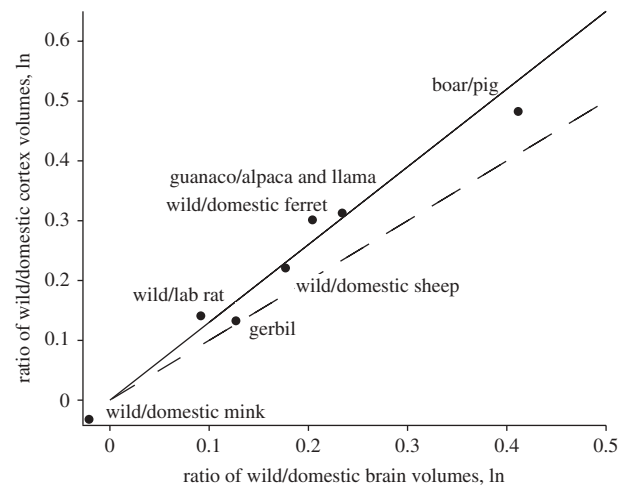 0.6
0.5
0.4
0.3
0.2
0.1
0
ratio of wild/domestic cortex volumes, ln
boar/pig
guanaco/alpaca and llama
wild/domestic ferret
wild/domestic sheep
wild/lab rat
gerbil
wild/domestic mink
0 0.1 0.2 0.3 0.4 0.5
ratio of wild/domestic brain volumes, ln